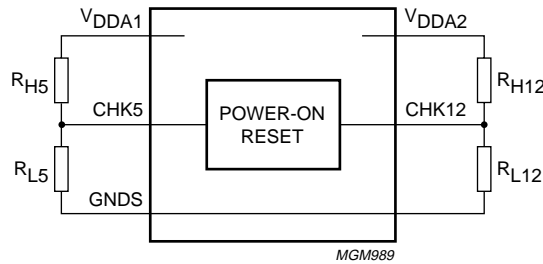 VDDA1
VDDA2
RH5
RH12
CHK5
CHK12
POWER-ON
RESET
RL5
RL12
GNDS
MGM989